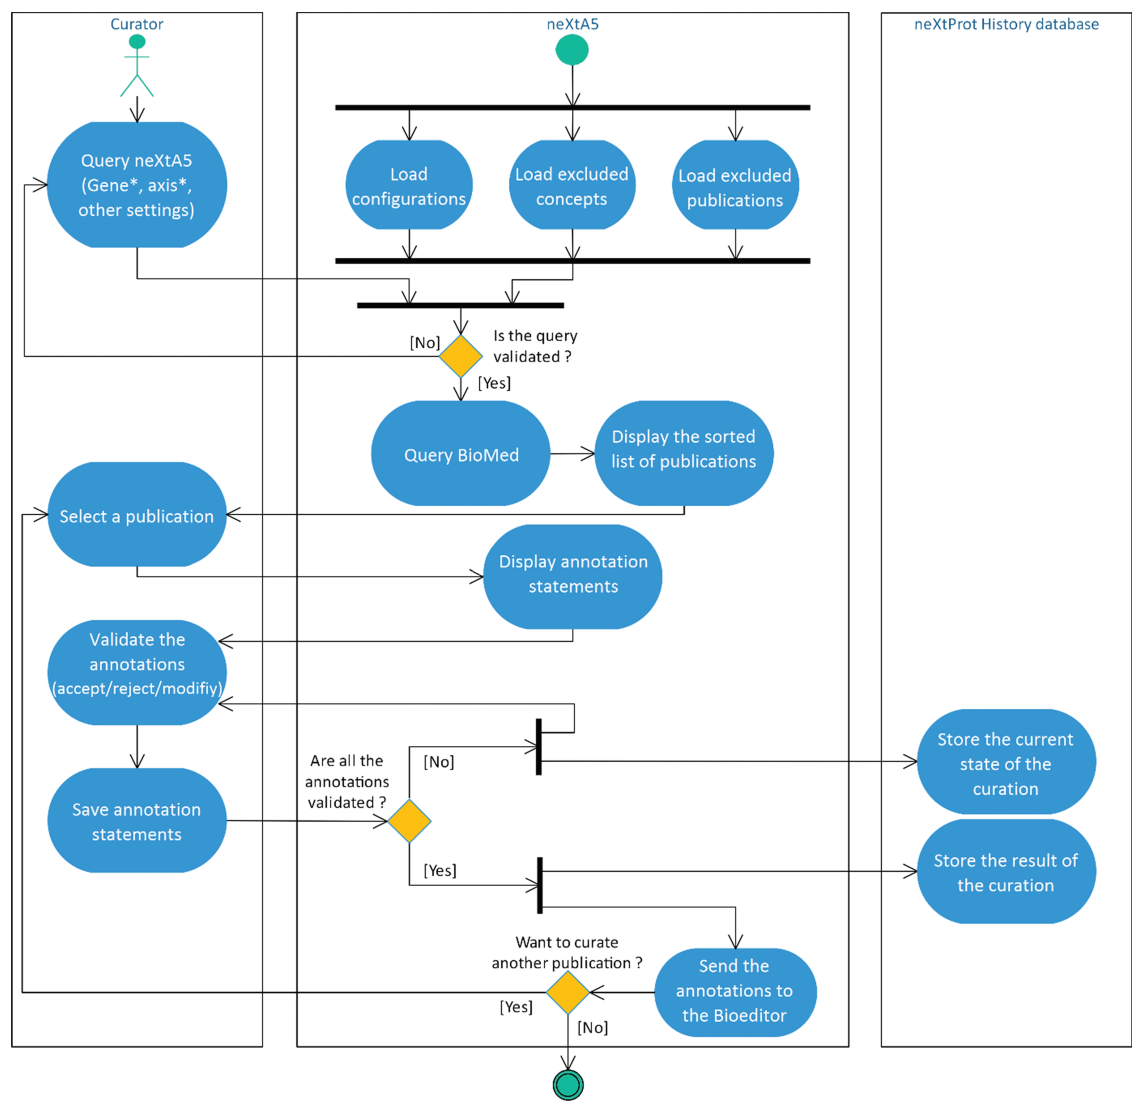 Curator
neXtA5
neXtProt History database
Query neXtA5
(Gene*, axis*,
other settings)
Load
configurations
Load excluded
concepts
Load excluded
publications
[No]
Is the query
validated ?
[Yes]
Query BioMed
Display the sorted
list of publications
Select a publication
Display annotation
statements
Validate the
annotations
(accept/reject/modifiy)
Are all the
annotations
validated ?
[No]
Store the current
state of the
curation
Save annotation
statements
[Yes]
Store the result of
the curation
Want to curate
another publication ?
Send the
annotations to
the Bioeditor
[Yes]
[No]